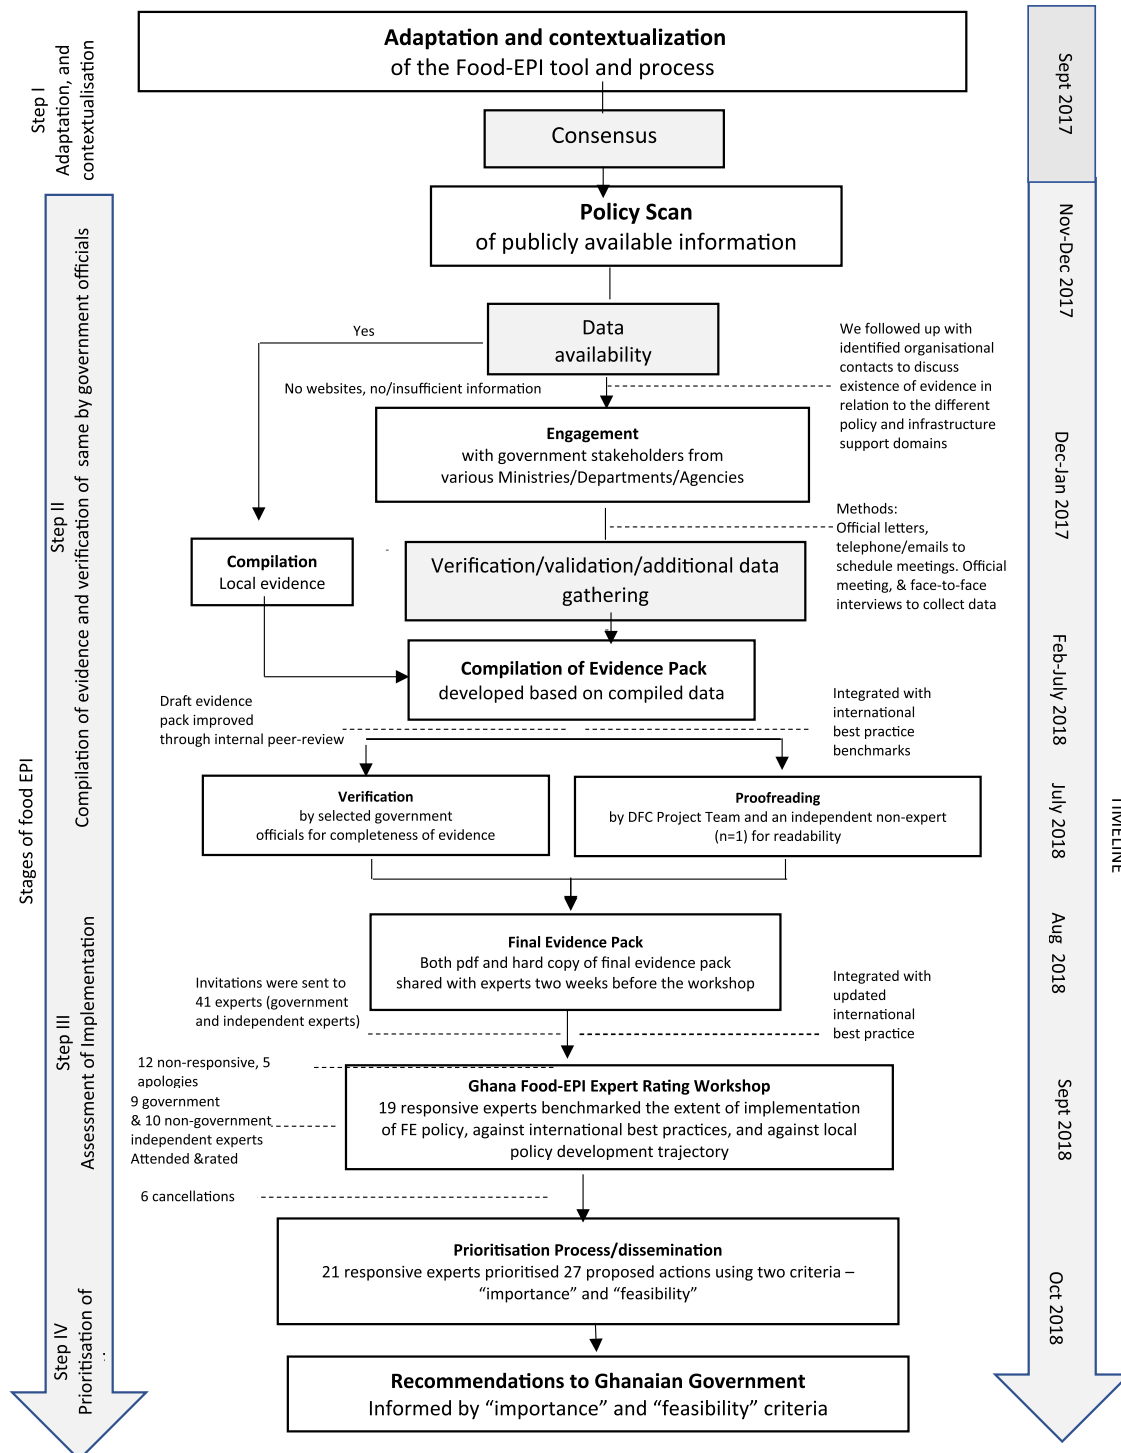 Adaptation and contextualization
of the Food-EPI tool and process
Consensus
Policy Scan
of publicly available information
Data
availability
Yes
No websites, no/insufficient information
We followed up with
identified organisational
contacts to discuss
existence of evidence in
relation to the different
policy and infrastructure
support domains
Engagement
with government stakeholders from
various Ministries/Departments/Agencies
Methods:
Official letters,
telephone/emails to
schedule meetings. Official
meeting, & face-to-face
interviews to collect data
Compilation
Local evidence
Verification/validation/additional data
gathering
Compilation of Evidence Pack
developed based on compiled data
Draft evidence
pack improved
through internal peer-review
Integrated with
international
best practice
benchmarks
Verification
by selected government
officials for completeness of evidence
Proofreading
by DFC Project Team and an independent non-expert
(n=1) for readability
Final Evidence Pack
Both pdf and hard copy of final evidence pack
shared with experts two weeks before the workshop
Invitations were sent to
41 experts (government
and independent experts)
Integrated with
updated
international
best practice
12 non-responsive, 5
apologies
9 government
& 10 non-government
independent experts
Attended &rated
Ghana Food-EPI Expert Rating Workshop
19 responsive experts benchmarked the extent of implementation
of FE policy, against international best practices, and against local
policy development trajectory
6 cancellations
Prioritisation Process/dissemination
21 responsive experts prioritised 27 proposed actions using two criteria –
“importance” and “feasibility”
Recommendations to Ghanaian Government
Informed by “importance” and “feasibility” criteria
Stages of food EPI
Step I
Adaptation, and
contextualisation
Step II
Compilation of evidence and verification of same by government officials
Step III
Assessment of Implementation
Step IV
Prioritisation of
TIMELINE
Sept 2017
Nov-Dec 2017
Dec-Jan 2017
Feb-July 2018
July 2018
Aug 2018
Sept 2018
Oct 2018